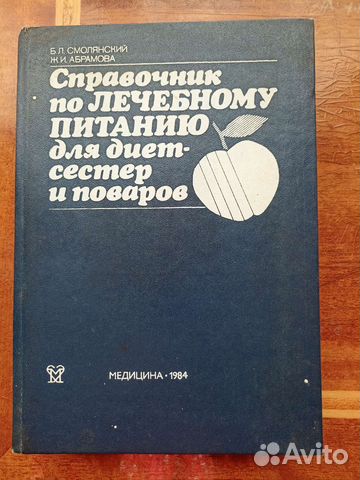 Б.Л. СМОЛЯНСКИЙ
Ж.И. АБРАМОВА
Справочник
по ЛЕЧЕБНОМУ
ПИТАНИЮ
для диет-
сестер
и поваров
МЕДИЦИНА · 1984
Avito